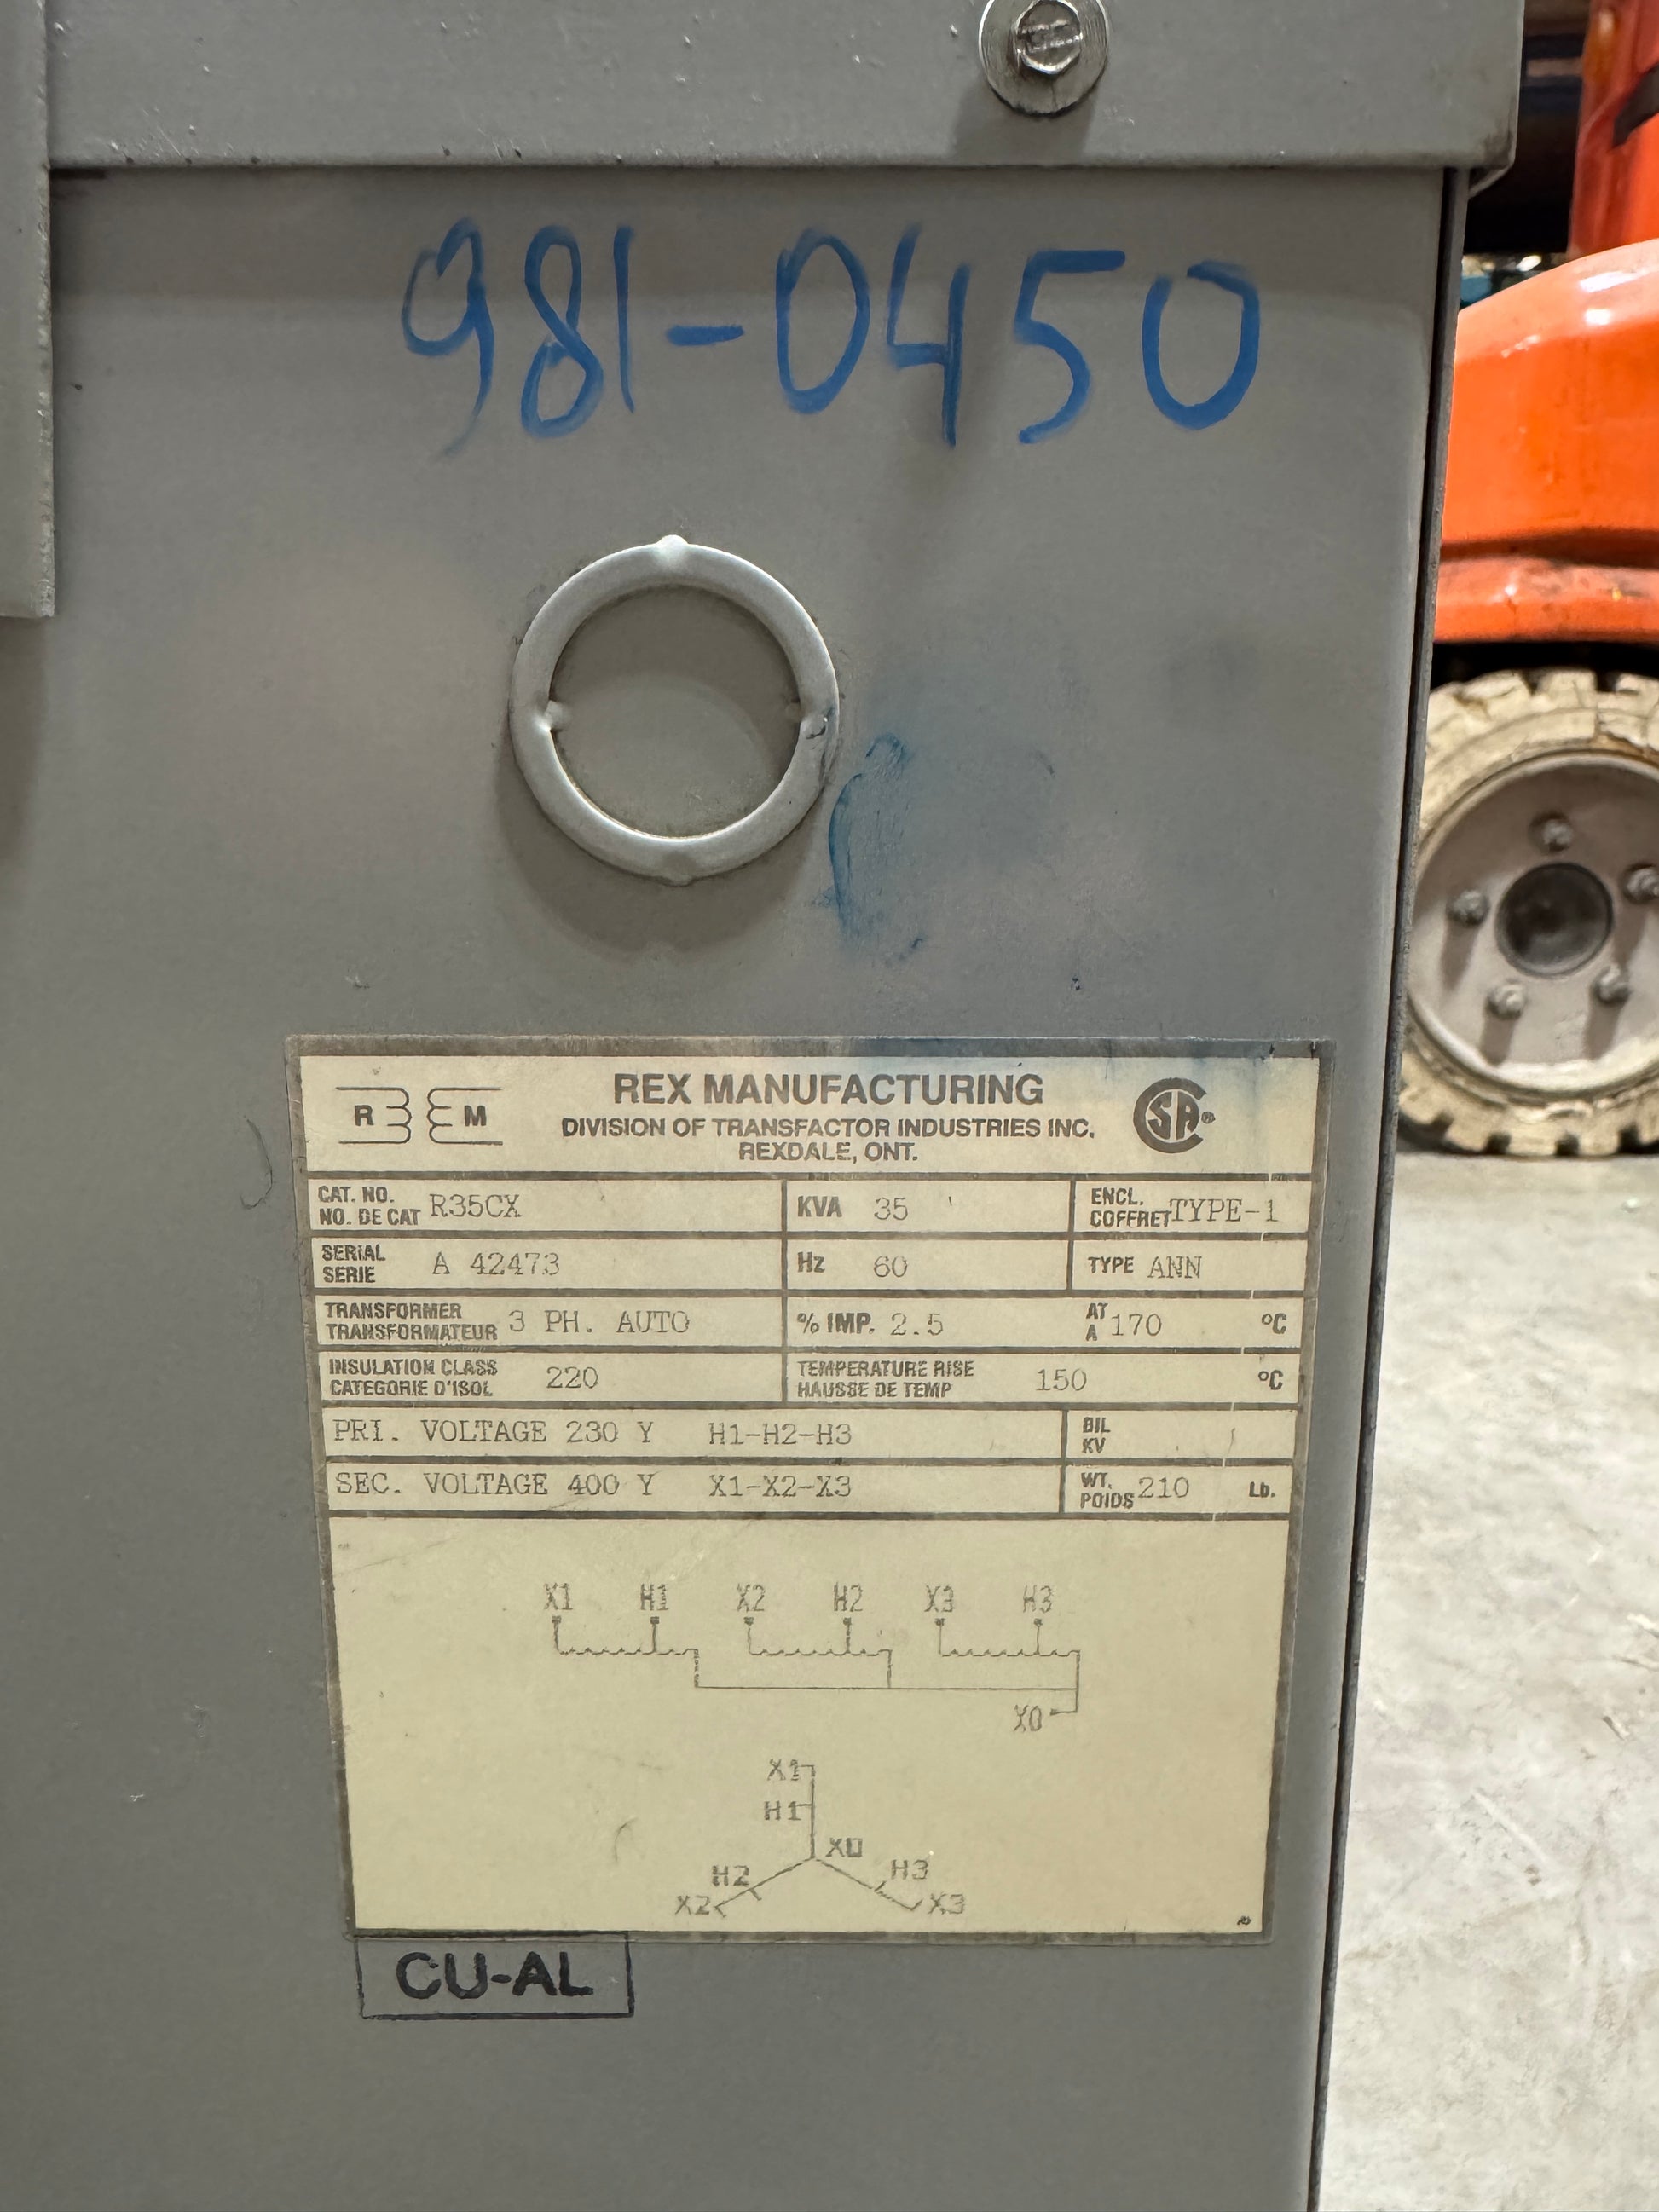 981-0450
R M
REX MANUFACTURING
DIVISION OF TRANSFACTOR INDUSTRIES INC.
REXDALE, ONT.
CSA®
CAT. NO.
NO. DE CAT R35CX
KVA 35
ENCL.
COFFRET TYPE-1
SERIAL
SERIE A 42473
Hz 60
TYPE ANN
TRANSFORMER
TRANSFORMATEUR 3 PH. AUTO
% IMP. 2.5
AT
A 170 °C
INSULATION CLASS
CATEGORIE D'ISOL 220
TEMPERATURE RISE
HAUSSE DE TEMP 150 °C
PRI. VOLTAGE 230 Y H1-H2-H3
BIL
KV
SEC. VOLTAGE 400 Y X1-X2-X3
WT.
POIDS 210 Lb.
X1 H1 X2 H2 X3 H3
X0
X1
H1
X0
H2 H3
X2 X3
CU-AL